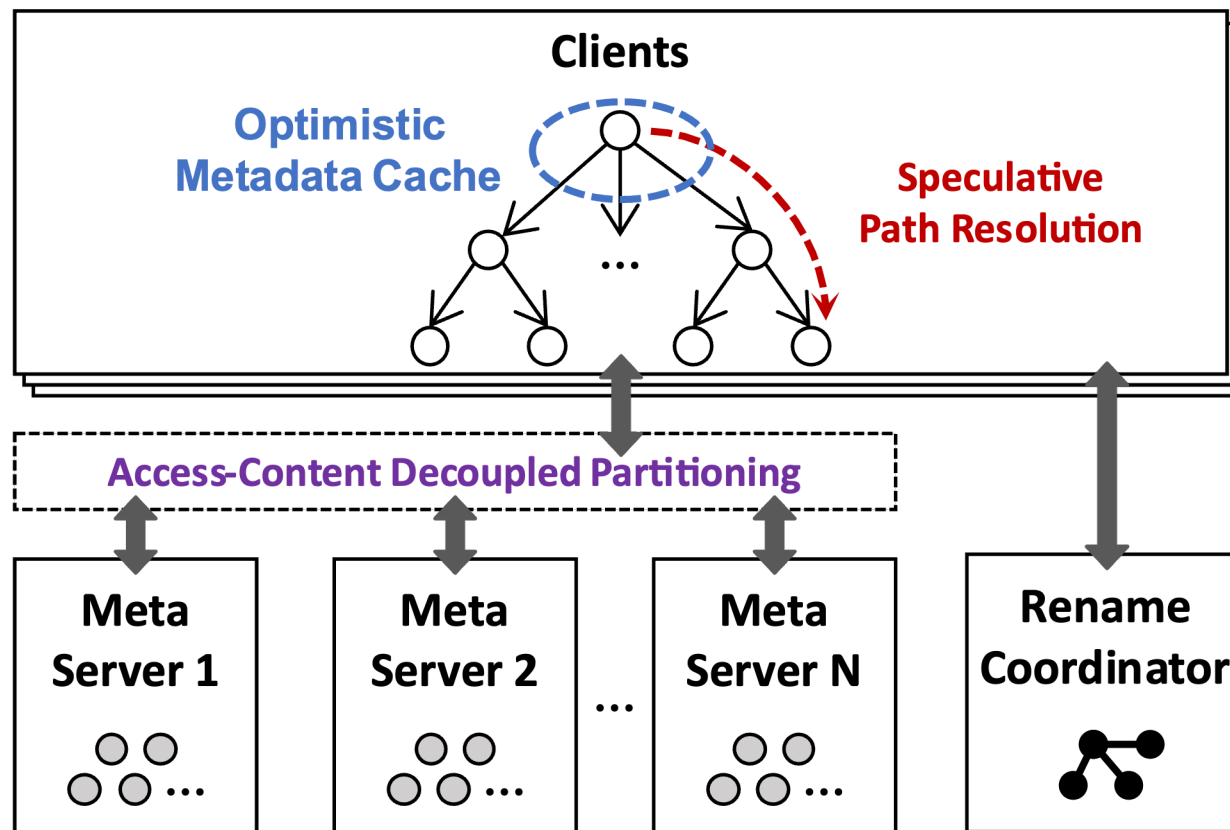 Clients
Optimistic
Metadata Cache
Speculative
Path Resolution
...
Access-Content Decoupled Partitioning
Meta
Server 1
...
Meta
Server 2
...
...
Meta
Server N
...
Rename
Coordinator